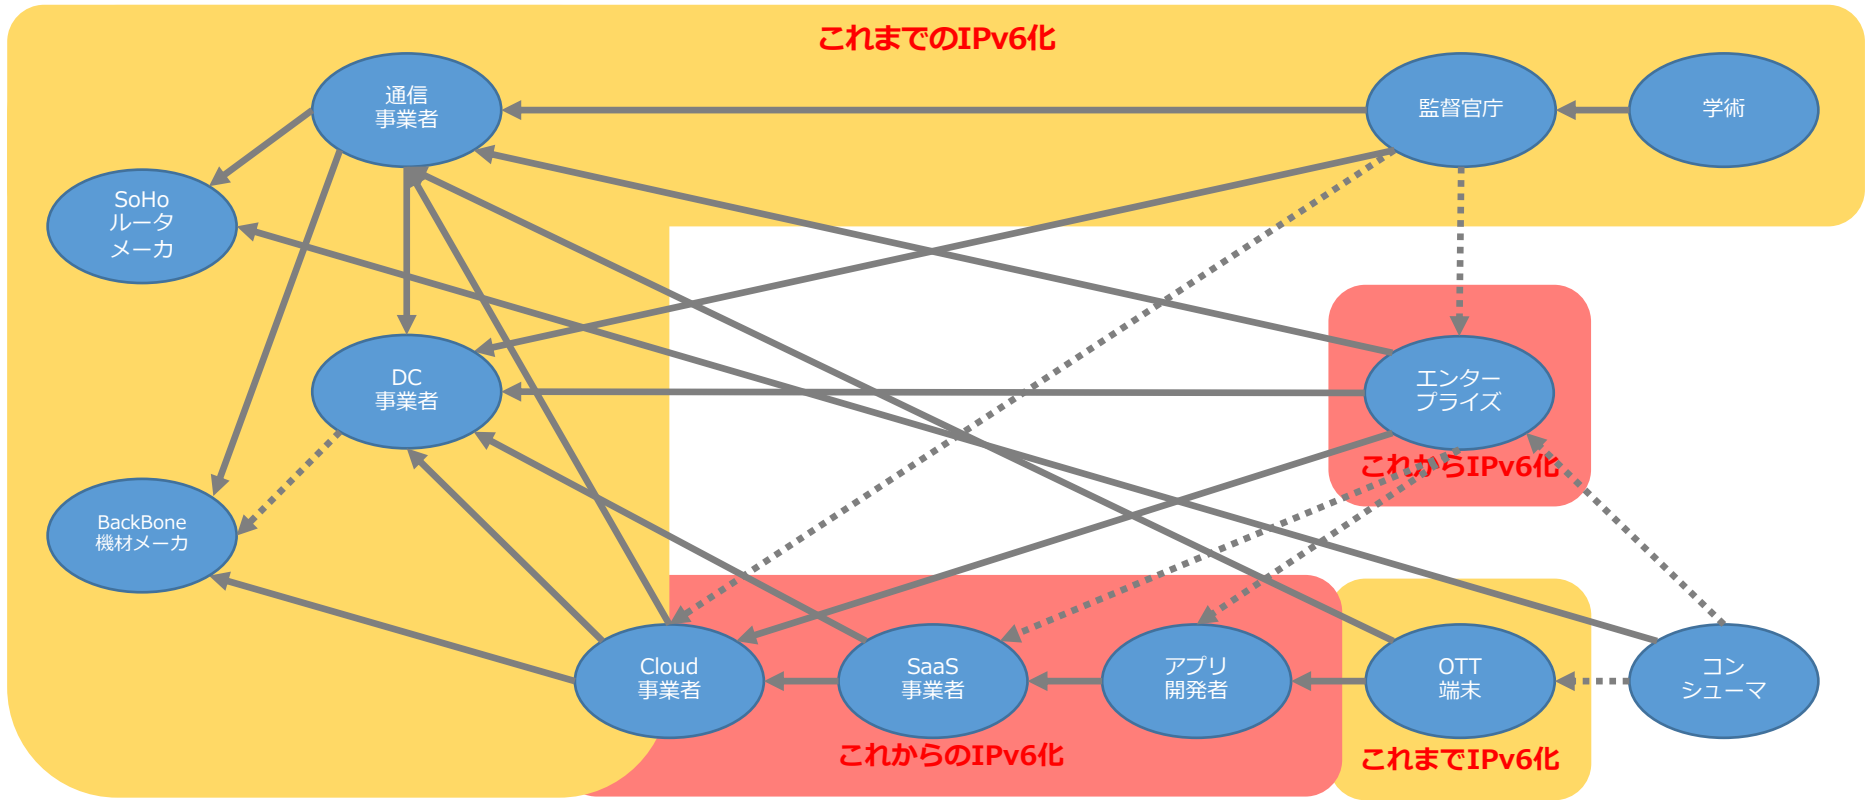 これまでのIPv6化
通信
事業者
監督官庁
学術
SoHo
ルータ
メーカ
DC
事業者
エンター
プライズ
これからIPv6化
BackBone
機材メーカ
Cloud
事業者
SaaS
事業者
アプリ
開発者
OTT
端末
コン
シューマ
これからのIPv6化
これまでIPv6化